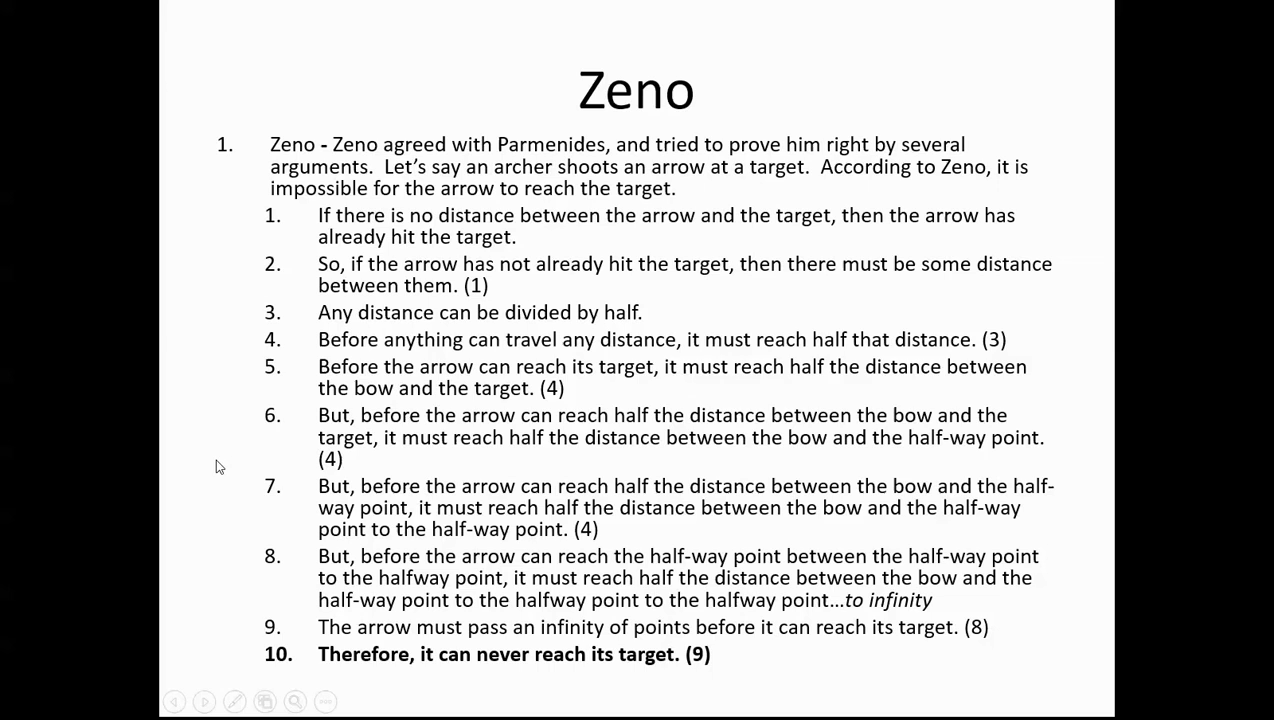 Zeno
1. Zeno - Zeno agreed with Parmenides, and tried to prove him right by several
arguments. Let’s say an archer shoots an arrow at a target. According to Zeno, it is
impossible for the arrow to reach the target.
1. If there is no distance between the arrow and the target, then the arrow has
already hit the target.
2. So, if the arrow has not already hit the target, then there must be some distance
between them. (1)
3. Any distance can be divided by half.
4. Before anything can travel any distance, it must reach half that distance. (3)
5. Before the arrow can reach its target, it must reach half the distance between
the bow and the target. (4)
6. But, before the arrow can reach half the distance between the bow and the
target, it must reach half the distance between the bow and the half-way point.
(4)
7. But, before the arrow can reach half the distance between the bow and the half-
way point, it must reach half the distance between the bow and the half-way
point to the half-way point. (4)
8. But, before the arrow can reach the half-way point between the half-way point
to the halfway point, it must reach half the distance between the bow and the
half-way point to the halfway point to the halfway point…to infinity
9. The arrow must pass an infinity of points before it can reach its target. (8)
10. Therefore, it can never reach its target. (9)